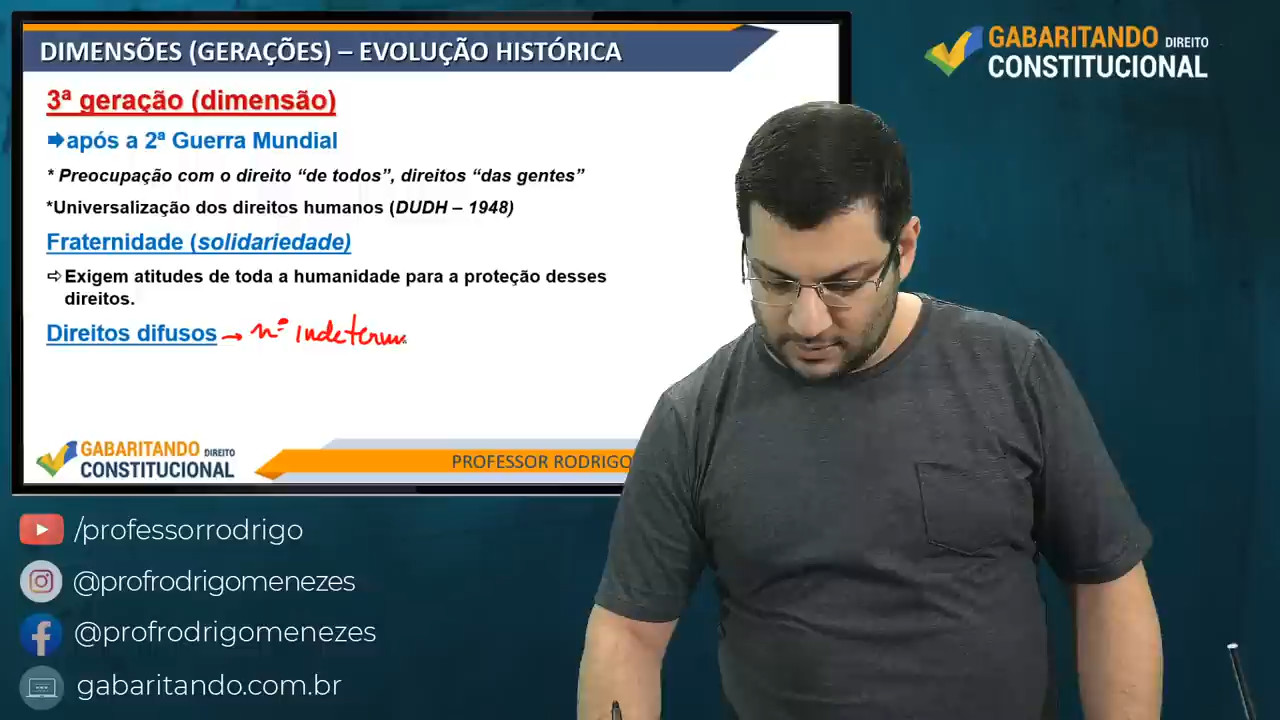 DIMENSÕES (GERAÇÕES) – EVOLUÇÃO HISTÓRICA
3ª geração (dimensão)
➡após a 2ª Guerra Mundial
* Preocupação com o direito “de todos”, direitos “das gentes”
*Universalização dos direitos humanos (DUDH – 1948)
Fraternidade (solidariedade)
⇨Exigem atitudes de toda a humanidade para a proteção desses
direitos.
Direitos difusos → nº indeterm
GABARITANDO DIREITO
CONSTITUCIONAL
PROFESSOR RODRIGO
GABARITANDO DIREITO
CONSTITUCIONAL
/professorrodrigo
@profrodrigomenezes
@profrodrigomenezes
gabaritando.com.br